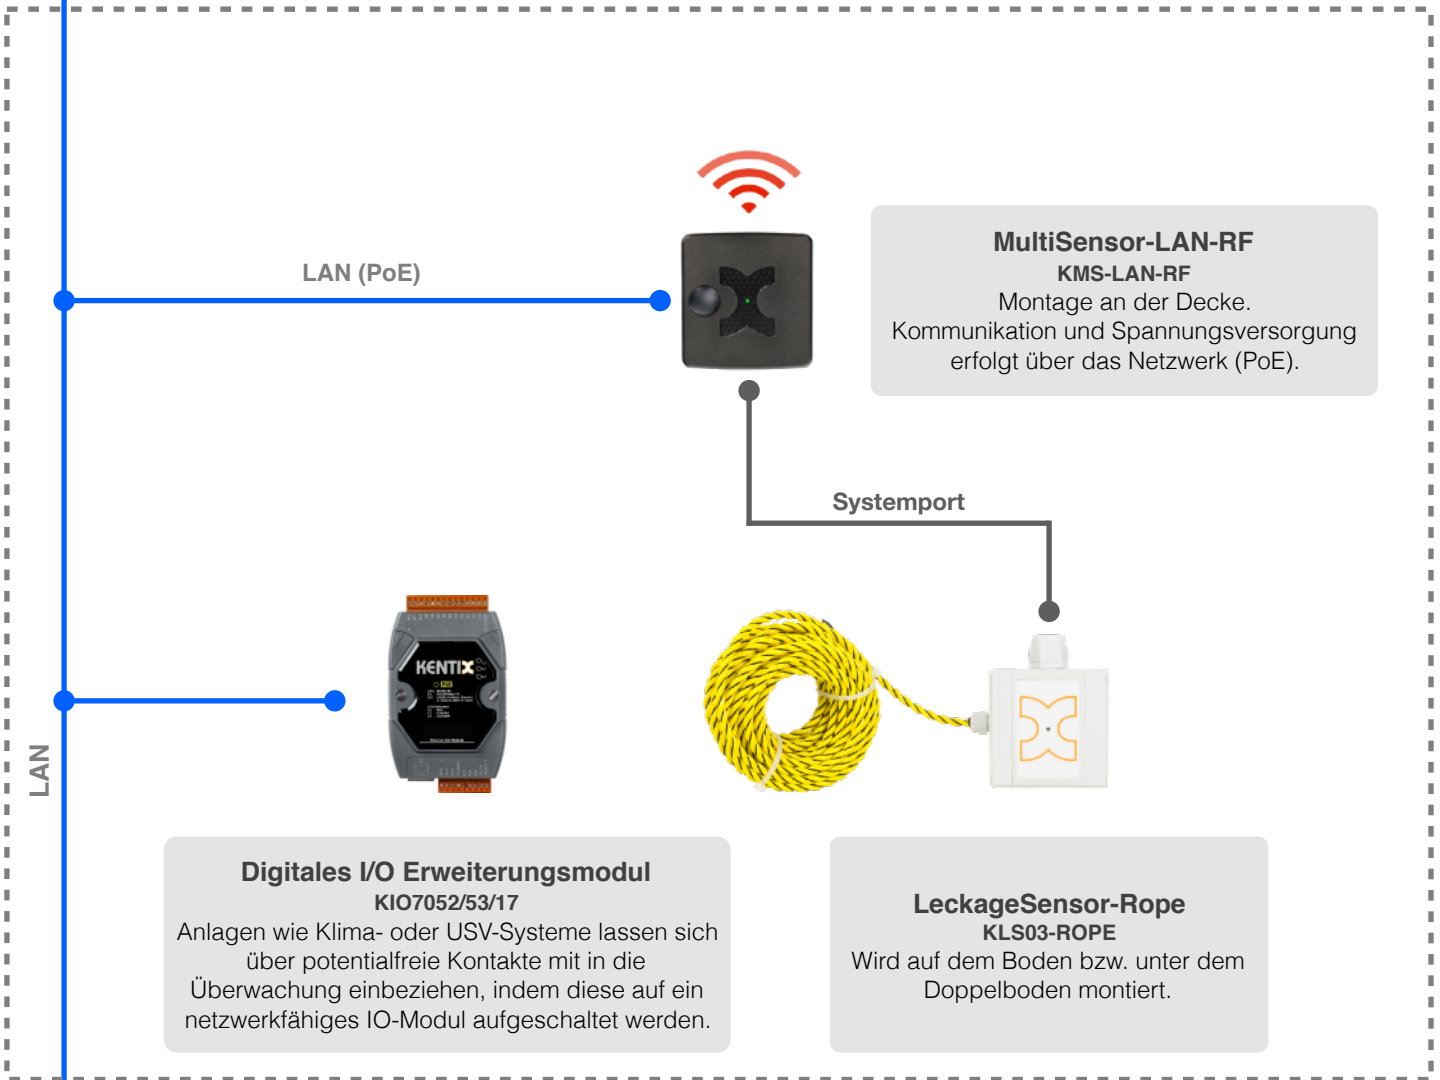 LAN (PoE)
MultiSensor-LAN-RF
KMS-LAN-RF
Montage an der Decke.
Kommunikation und Spannungsversorgung
erfolgt über das Netzwerk (PoE).
Systemport
KENTIX
PoE
LAN
Digitales I/O Erweiterungsmodul
KIO7052/53/17
Anlagen wie Klima- oder USV-Systeme lassen sich
über potentialfreie Kontakte mit in die
Überwachung einbeziehen, indem diese auf ein
netzwerkfähiges IO-Modul aufgeschaltet werden.
LeckageSensor-Rope
KLS03-ROPE
Wird auf dem Boden bzw. unter dem
Doppelboden montiert.